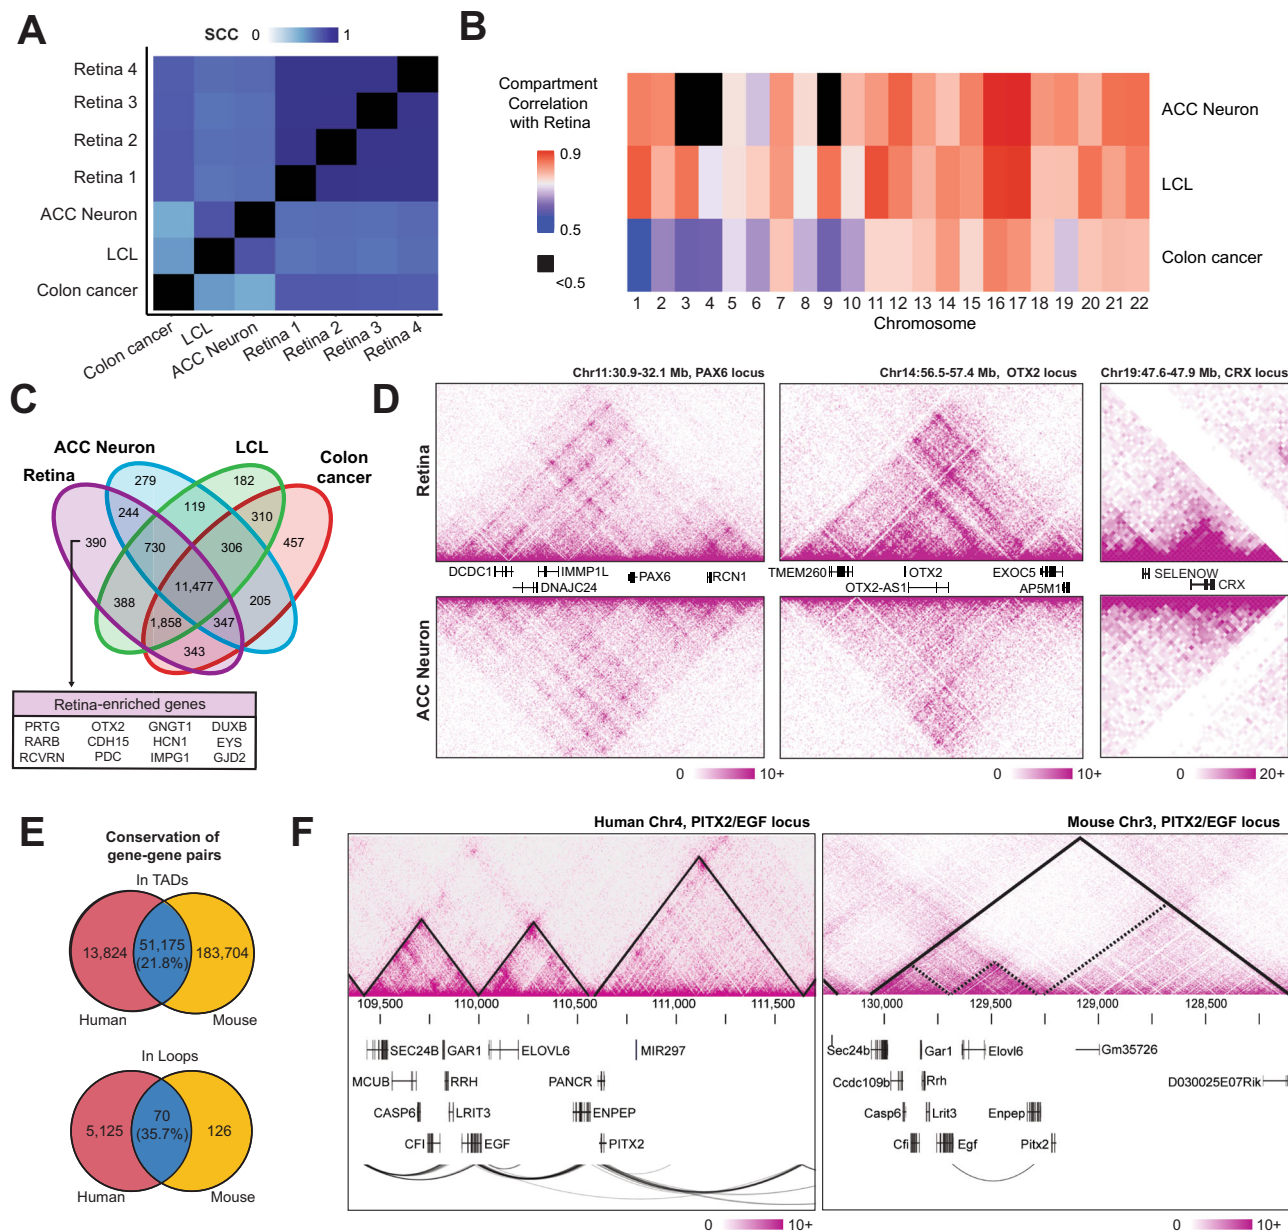 A
SCC 0 1
Retina 4
Retina 3
Retina 2
Retina 1
ACC Neuron
LCL
Colon cancer
Colon cancer
LCL
ACC Neuron
Retina 1
Retina 2
Retina 3
Retina 4
B
Compartment
Correlation
with Retina
0.9
0.5
<0.5
ACC Neuron
LCL
Colon cancer
1 2 3 4 5 6 7 8 9 10 11 12 13 14 15 16 17 18 19 20 21 22
Chromosome
C
ACC Neuron
LCL
Colon
cancer
Retina
279
182
244
119
310
390
730
306
457
11,477
388
205
1,858
347
343
Retina-enriched genes
PRTG OTX2 GNGT1 DUXB
RARB CDH15 HCN1 EYS
RCVRN PDC IMPG1 GJD2
D
Chr11:30.9-32.1 Mb, PAX6 locus
Chr14:56.5-57.4 Mb, OTX2 locus
Chr19:47.6-47.9 Mb, CRX locus
Retina
DCDC1
IMMP1L
DNAJC24
PAX6
RCN1
TMEM260
OTX2
OTX2-AS1
EXOC5
AP5M1
SELENOW
CRX
ACC Neuron
0 10+
0 10+
0 20+
E
Conservation of
gene-gene pairs
In TADs
13,824
51,175
(21.8%)
183,704
Human
Mouse
In Loops
5,125
70
(35.7%)
126
Human
Mouse
F
Human Chr4, PITX2/EGF locus
109,500 110,000 110,500 111,000 111,500
SEC24B GAR1 ELOVL6 MIR297
MCUB RRH PANCR
CASP6 LRIT3 ENPEP
CFI EGF PITX2
0 10+
Mouse Chr3, PITX2/EGF locus
130,000 129,500 129,000 128,500
Sec24b Gar1 Elovl6 Gm35726
Ccdc109b Rrh D030025E07Rik
Casp6 Lrit3 Enpep
Cfi Egf Pitx2
0 10+